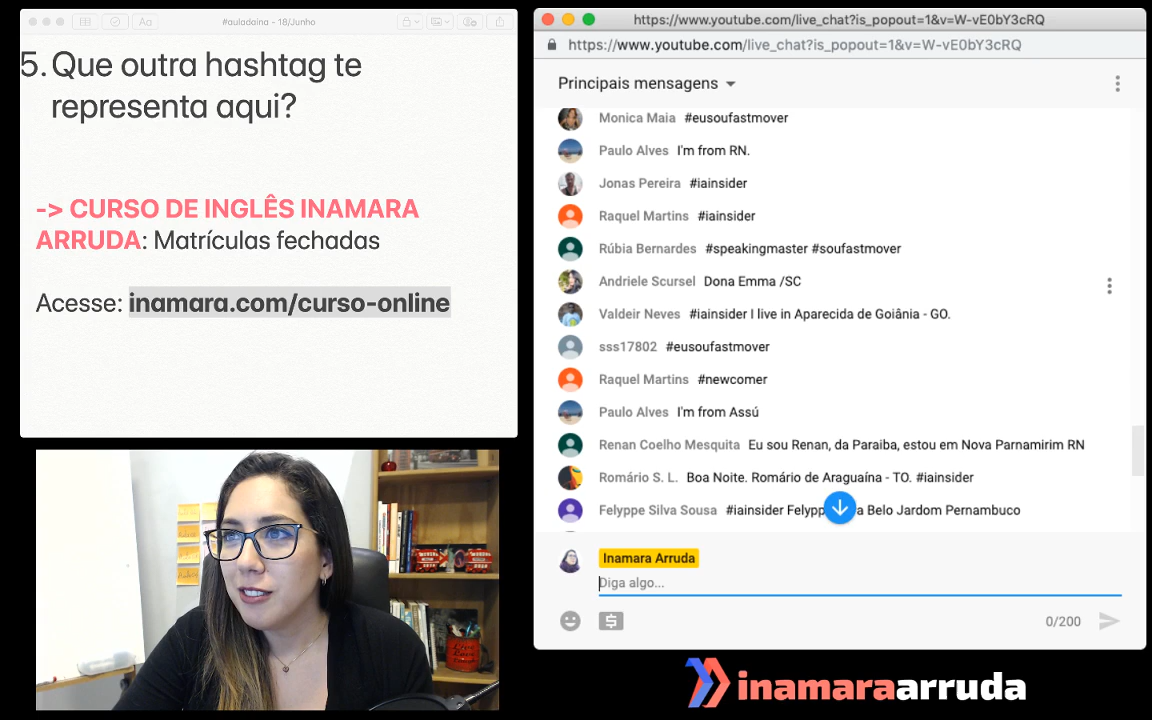 #auladaina - 18/Junho
Aa
5. Que outra hashtag te
representa aqui?
-> CURSO DE INGLÊS INAMARA
ARRUDA: Matrículas fechadas
Acesse: inamara.com/curso-online
https://www.youtube.com/live_chat?is_popout=1&v=W-vE0bY3cRQ
https://www.youtube.com/live_chat?is_popout=1&v=W-vE0bY3cRQ
Principais mensagens
Monica Maia #eusoufastmover
Paulo Alves I'm from RN.
Jonas Pereira #iainsider
Raquel Martins #iainsider
Rúbia Bernardes #speakingmaster #soufastmover
Andriele Scursel Dona Emma /SC
Valdeir Neves #iainsider I live in Aparecida de Goiânia - GO.
sss17802 #eusoufastmover
Raquel Martins #newcomer
Paulo Alves I'm from Assú
Renan Coelho Mesquita Eu sou Renan, da Paraiba, estou em Nova Parnamirim RN
Romário S. L. Boa Noite. Romário de Araguaína - TO. #iainsider
Felyppe Silva Sousa #iainsider Felypp a Belo Jardom Pernambuco
Inamara Arruda
Diga algo...
0/200
inamaraarruda